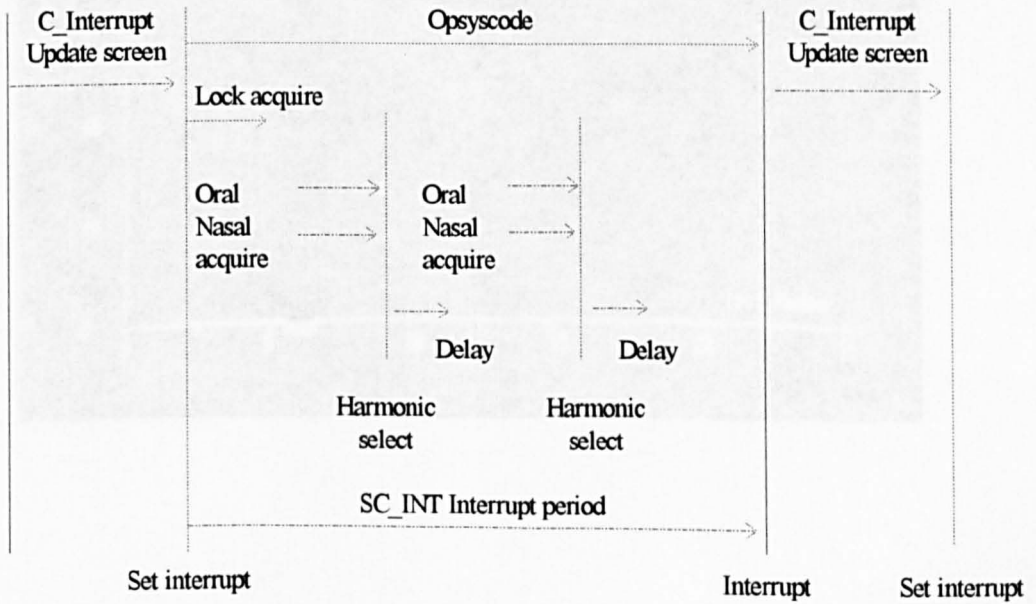 C_Interrupt
Update screen
Opsyscode
C_Interrupt
Update screen
Lock acquire
Oral
Nasal
acquire
Oral
Nasal
acquire
Delay
Delay
Harmonic
select
Harmonic
select
SC_INT Interrupt period
Set interrupt
Interrupt
Set interrupt